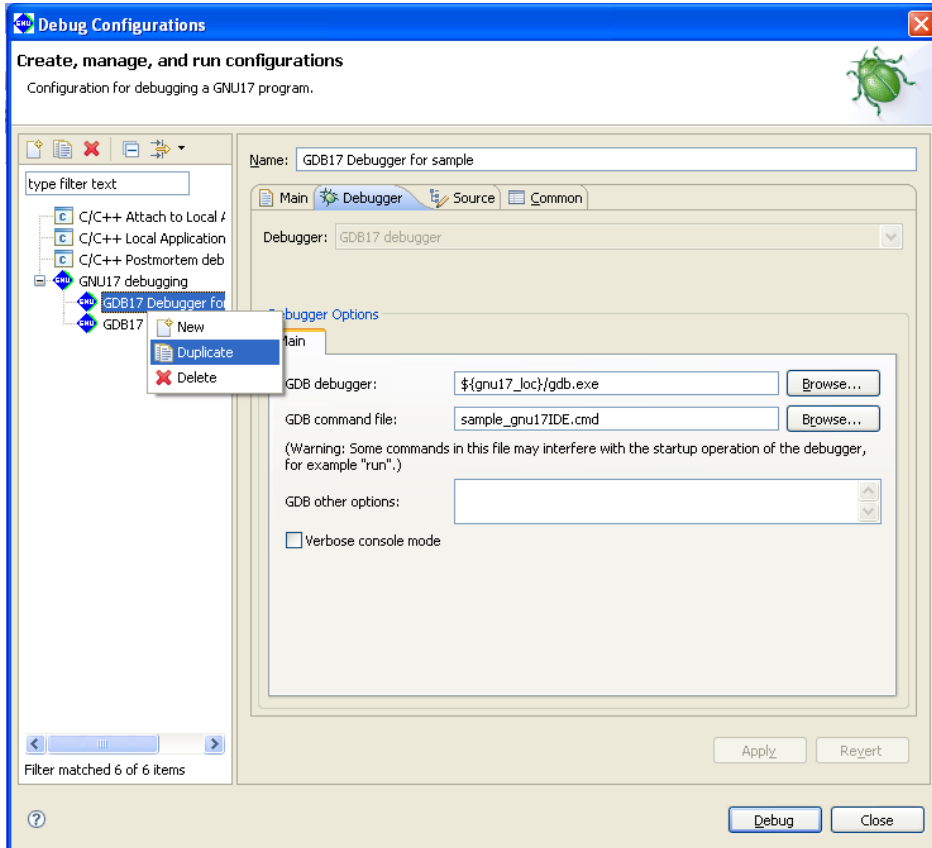 GNU Debug Configurations
Create, manage, and run configurations
Configuration for debugging a GNU17 program.
type filter text
C C/C++ Attach to Local
C C/C++ Local Application
C C/C++ Postmortem deb
GNU GNU17 debugging
GNU GDB17 Debugger fo
GNU GDB17
New
Duplicate
Delete
Filter matched 6 of 6 items
Name: GDB17 Debugger for sample
Main Debugger Source Common
Debugger: GDB17 debugger
Debugger Options
Main
GDB debugger: ${gnu17_loc}/gdb.exe Browse...
GDB command file: sample_gnu17IDE.cmd Browse...
(Warning: Some commands in this file may interfere with the startup operation of the debugger,
for example "run".)
GDB other options:
Verbose console mode
Apply Revert
? Debug Close